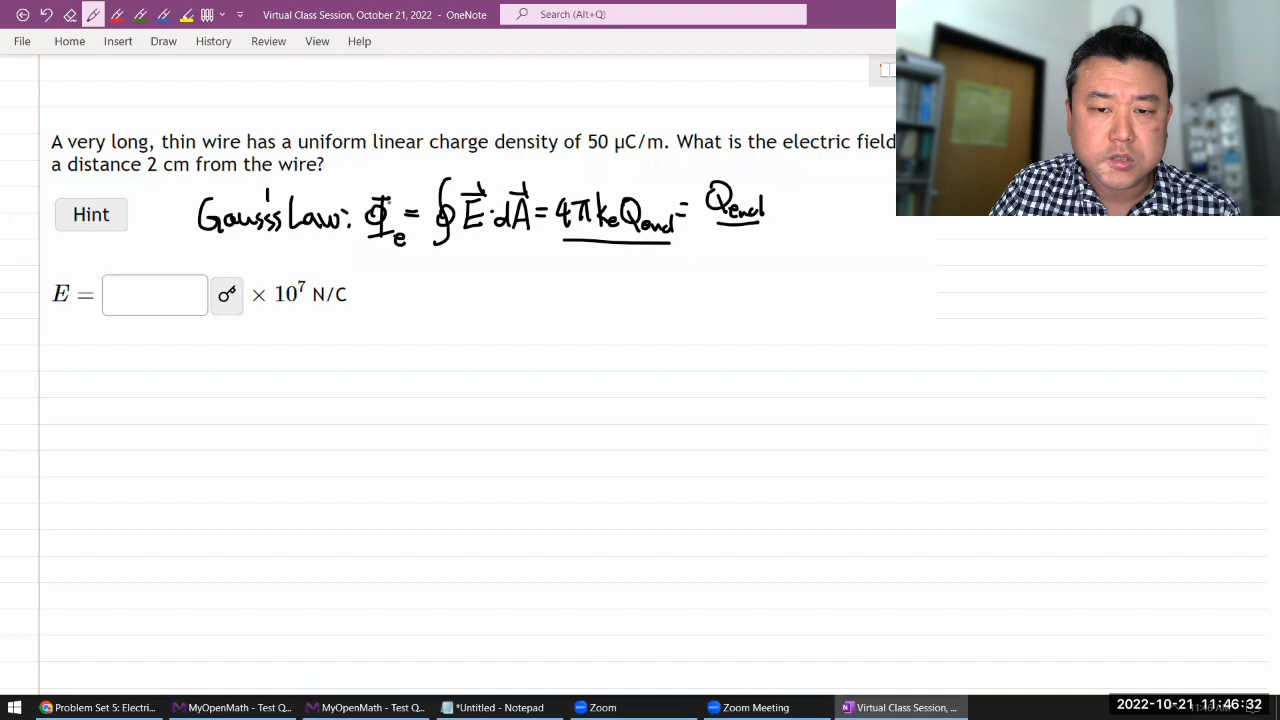 Virtual Class Session, October 21, 2022 - OneNote
Search (Alt+Q)
File Home Insert Draw History Review View Help
A very long, thin wire has a uniform linear charge density of 50 μC/m. What is the electric field
a distance 2 cm from the wire?
Hint
Gauss's Law: Φₑ = ∮ E⃗ · dA⃗ = 4πkₑQ_encl = Q_encl
E = × 10⁷ N/C
Problem Set 5: Electri... MyOpenMath - Test Q... MyOpenMath - Test Q... *Untitled - Notepad Zoom Zoom Meeting Virtual Class Session, ...
2022-10-21 11:46:32